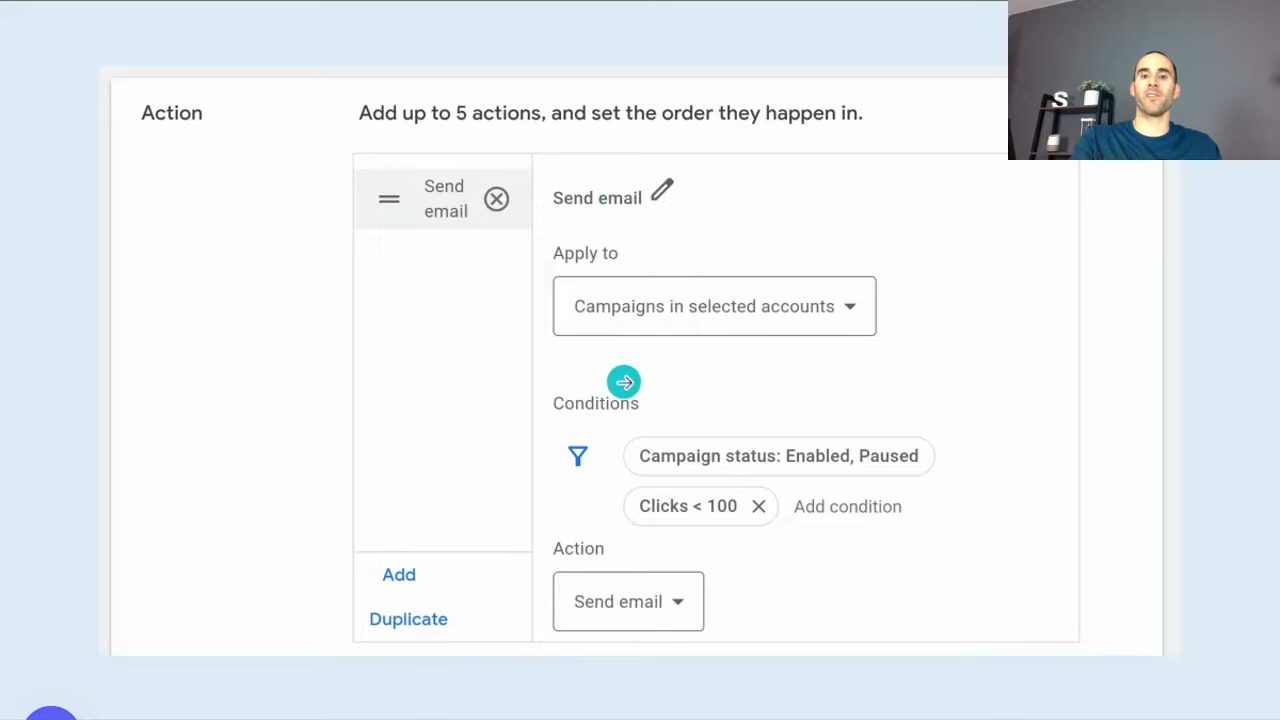 Action
Add up to 5 actions, and set the order they happen in.
Send
email
Send email
Apply to
Campaigns in selected accounts
Conditions
Campaign status: Enabled, Paused
Clicks < 100
Add condition
Action
Send email
Add
Duplicate
S